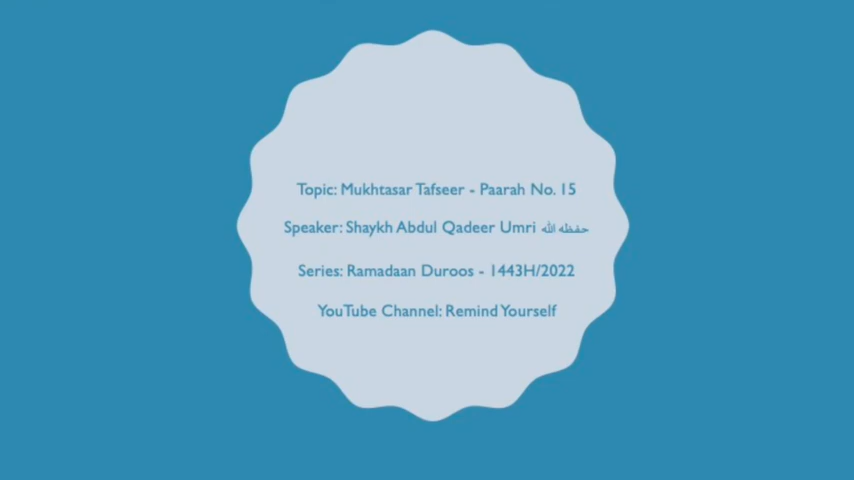 Topic: Mukhtasar Tafseer - Paarah No. 15
Speaker: Shaykh Abdul Qadeer Umri حفظه الله
Series: Ramadaan Duroos - 1443H/2022
YouTube Channel: Remind Yourself